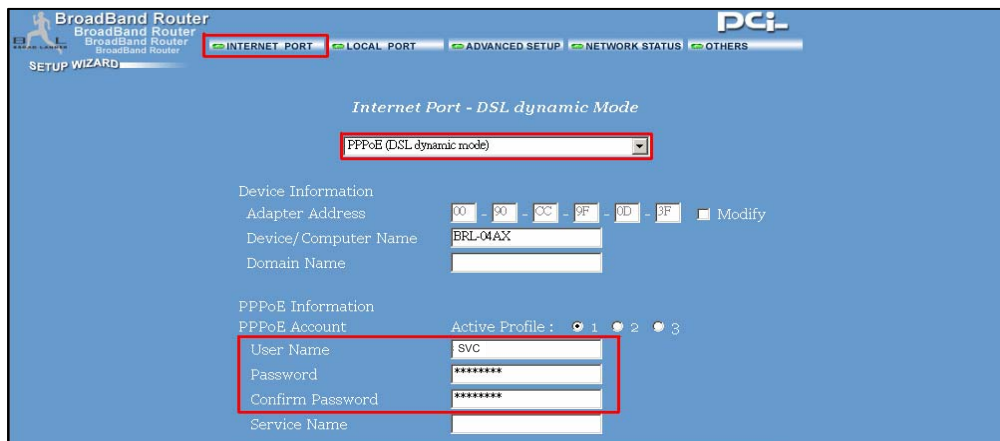 BroadBand Router
BroadBand Router
BroadBand Router
BroadBand Router
BROAD LANNER
SETUP WIZARD
PCi
INTERNET PORT LOCAL PORT ADVANCED SETUP NETWORK STATUS OTHERS
Internet Port - DSL dynamic Mode
PPPoE (DSL dynamic mode)
Device Information
Adapter Address 00 - 90 - CC - 9F - 0D - 3F Modify
Device/Computer Name BRL-04AX
Domain Name
PPPoE Information
PPPoE Account Active Profile : 1 2 3
User Name SVC
Password ********
Confirm Password ********
Service Name